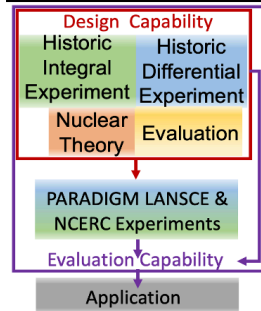 Design Capability
Historic Integral Experiment
Historic Differential Experiment
Nuclear Theory
Evaluation
PARADIGM LANSCE &
NCERC Experiments
Evaluation Capability
Application